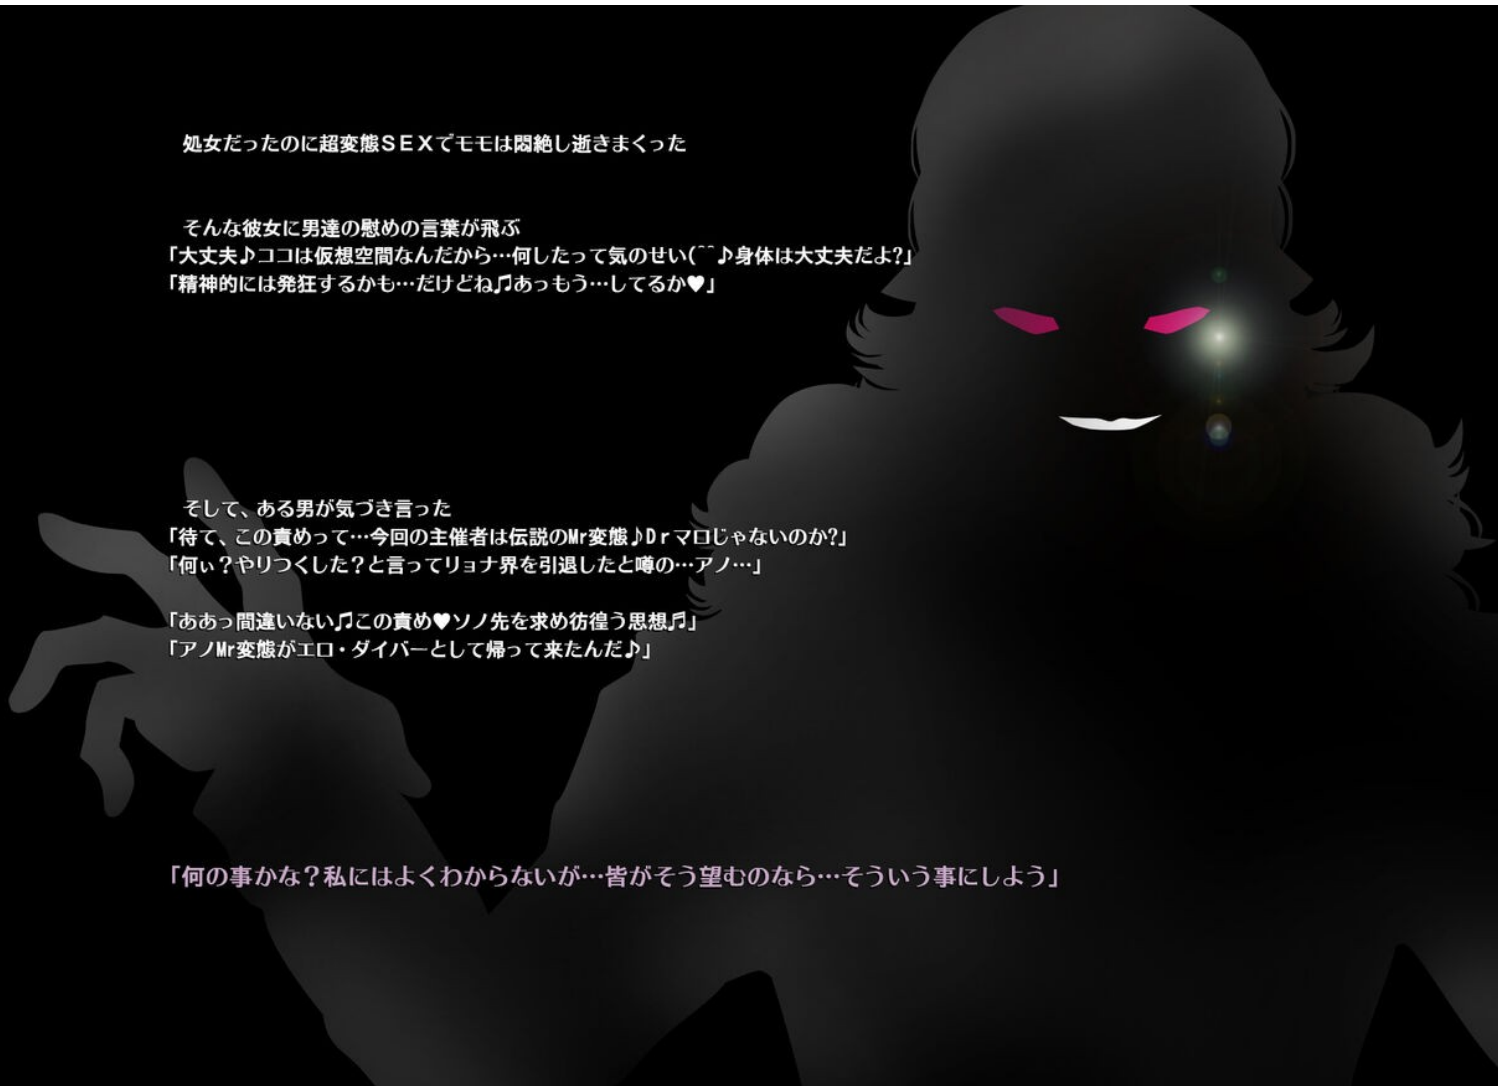 処女だったのに超変態ＳＥＸでモモは悶絶し逝きまくった
そんな彼女に男達の慰めの言葉が飛ぶ
「大丈夫♪ココは仮想空間なんだから…何したって気のせい(^^♪身体は大丈夫だよ?」
「精神的には発狂するかも…だけどね♫あっもう…してるか♥」
そして、ある男が気づき言った
「待て、この責めって…今回の主催者は伝説のMr変態♪Ｄｒマロじゃないのか?」
「何ぃ？やりつくした？と言ってリョナ界を引退したと噂の…アノ…」
「ああっ間違いない♫この責め♥ソノ先を求め彷徨う思想♬」
「アノMr変態がエロ・ダイバーとして帰って来たんだ♪」
「何の事かな？私にはよくわからないが…皆がそう望むのなら…そういう事にしよう」